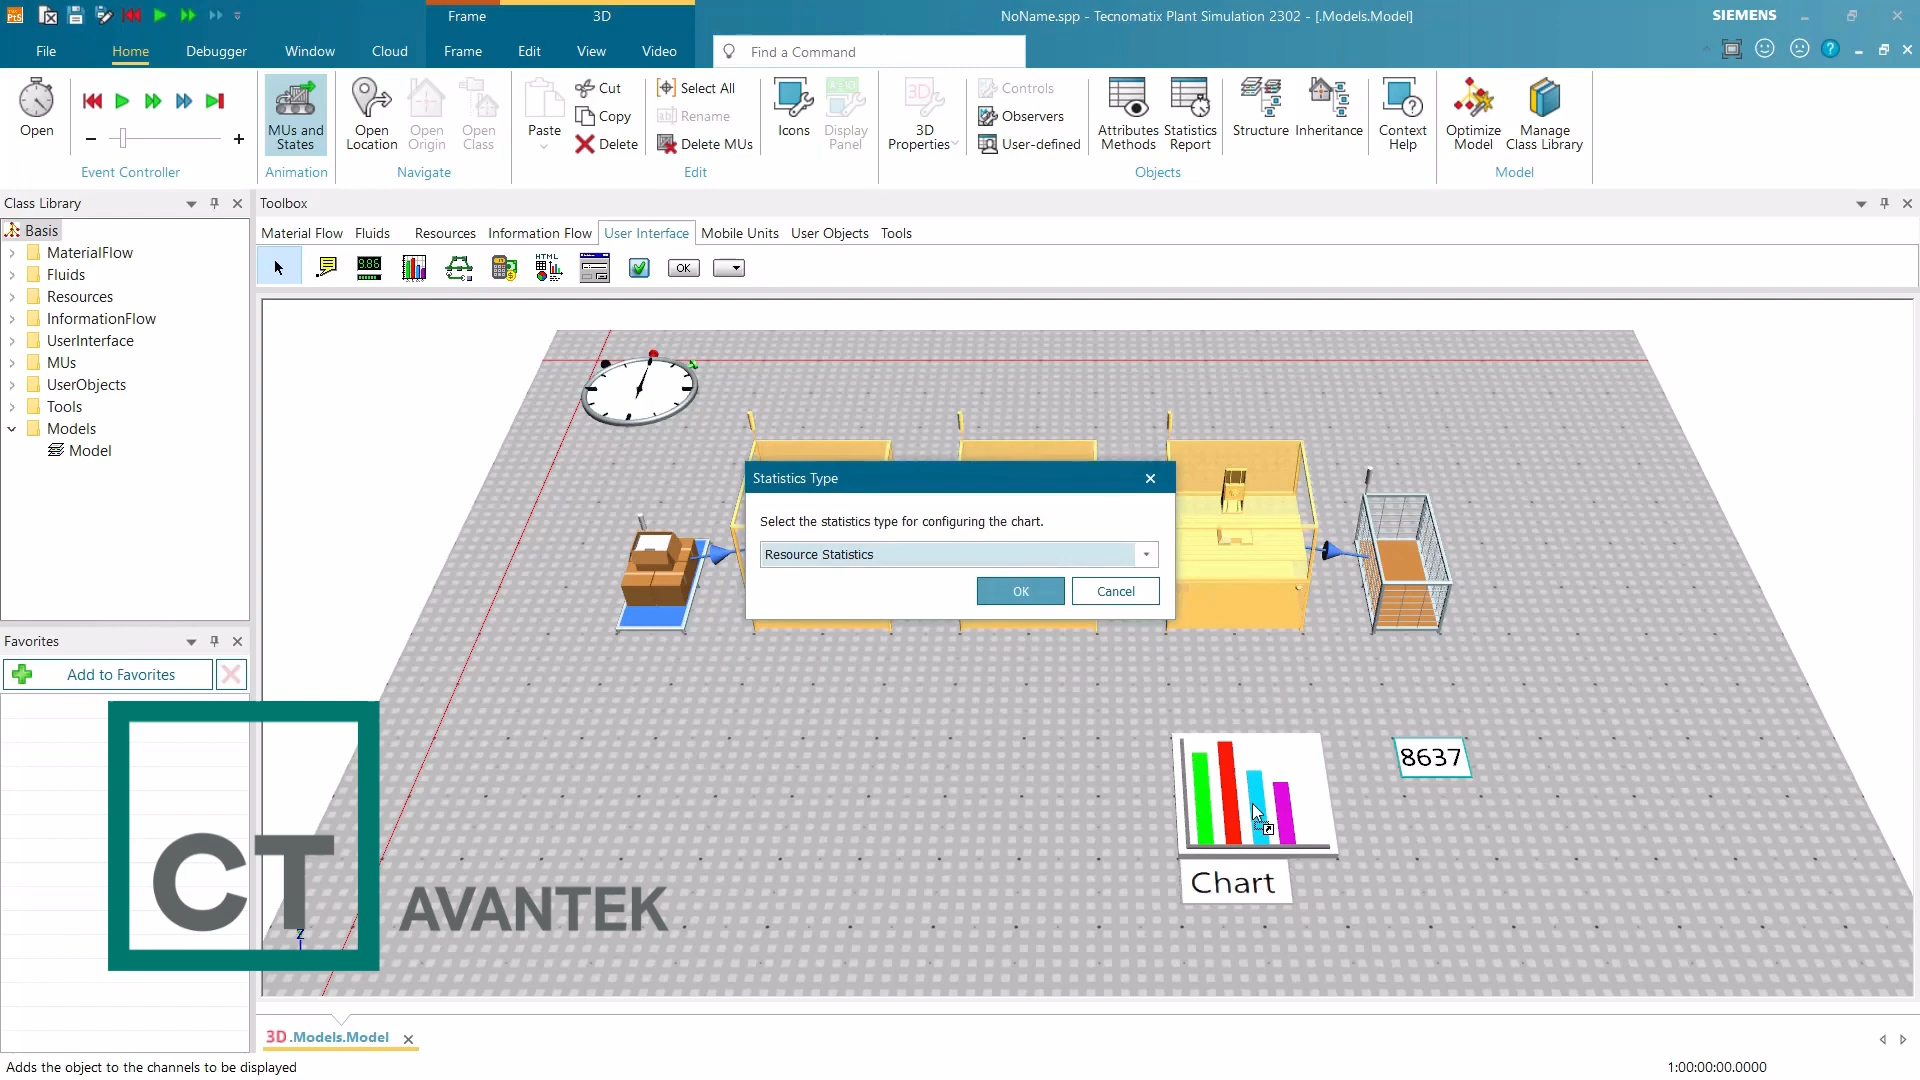 Frame
3D
NoName.spp - Tecnomatix Plant Simulation 2302 - [.Models.Model]
SIEMENS
File
Home
Debugger
Window
Cloud
Frame
Edit
View
Video
Find a Command
Open
MUs and States
Open Location
Open Origin
Open Class
Paste
Cut
Copy
Delete
Select All
Rename
Delete MUs
Icons
Display Panel
3D Properties
Controls
Observers
User-defined
Attributes Methods
Statistics Report
Structure
Inheritance
Context Help
Optimize Model
Manage Class Library
Event Controller
Animation
Navigate
Edit
Objects
Model
Class Library
Basis
MaterialFlow
Fluids
Resources
InformationFlow
UserInterface
MUs
UserObjects
Tools
Models
Model
Favorites
Add to Favorites
Toolbox
Material Flow
Fluids
Resources
Information Flow
User Interface
Mobile Units
User Objects
Tools
9.86
HTML
OK
Statistics Type
Select the statistics type for configuring the chart.
Resource Statistics
OK
Cancel
8637
Chart
CT
AVANTEK
Z
3D .Models.Model
Adds the object to the channels to be displayed
1:00:00:00.0000